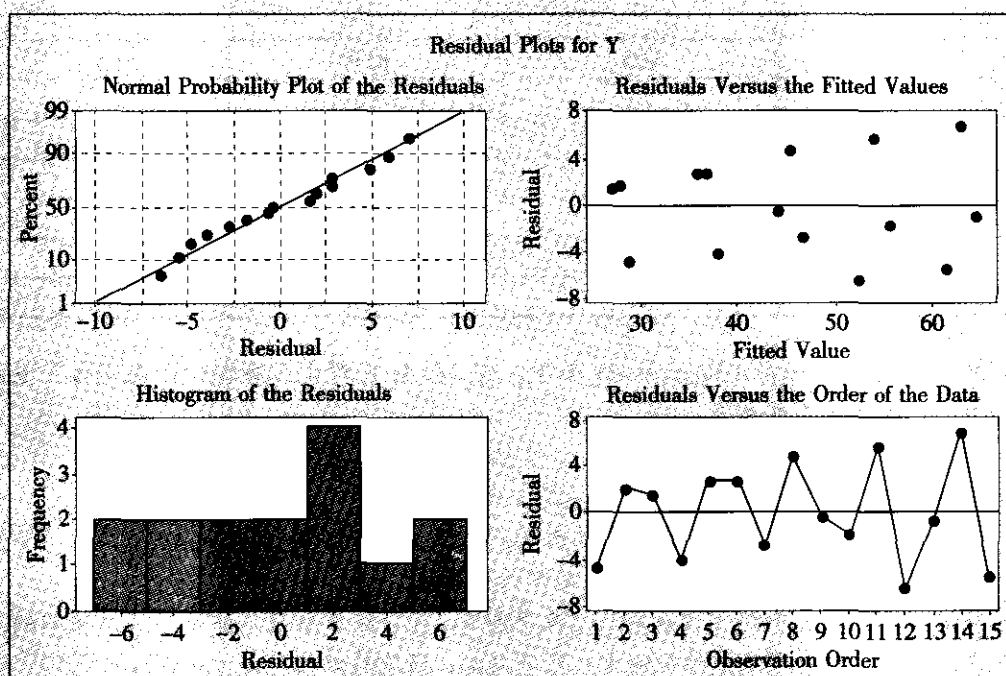 Residual Plots for Y
Normal Probability Plot of the Residuals
99
90
50
10
1
Percent
-10 -5 0 5 10
Residual
Residuals Versus the Fitted Values
8
4
0
-4
-8
Residual
30 40 50 60
Fitted Value
Histogram of the Residuals
4
3
2
1
0
Frequency
-6 -4 -2 0 2 4 6
Residual
Residuals Versus the Order of the Data
8
4
0
-4
-8
Residual
1 2 3 4 5 6 7 8 9 10 11 12 13 14 15
Observation Order